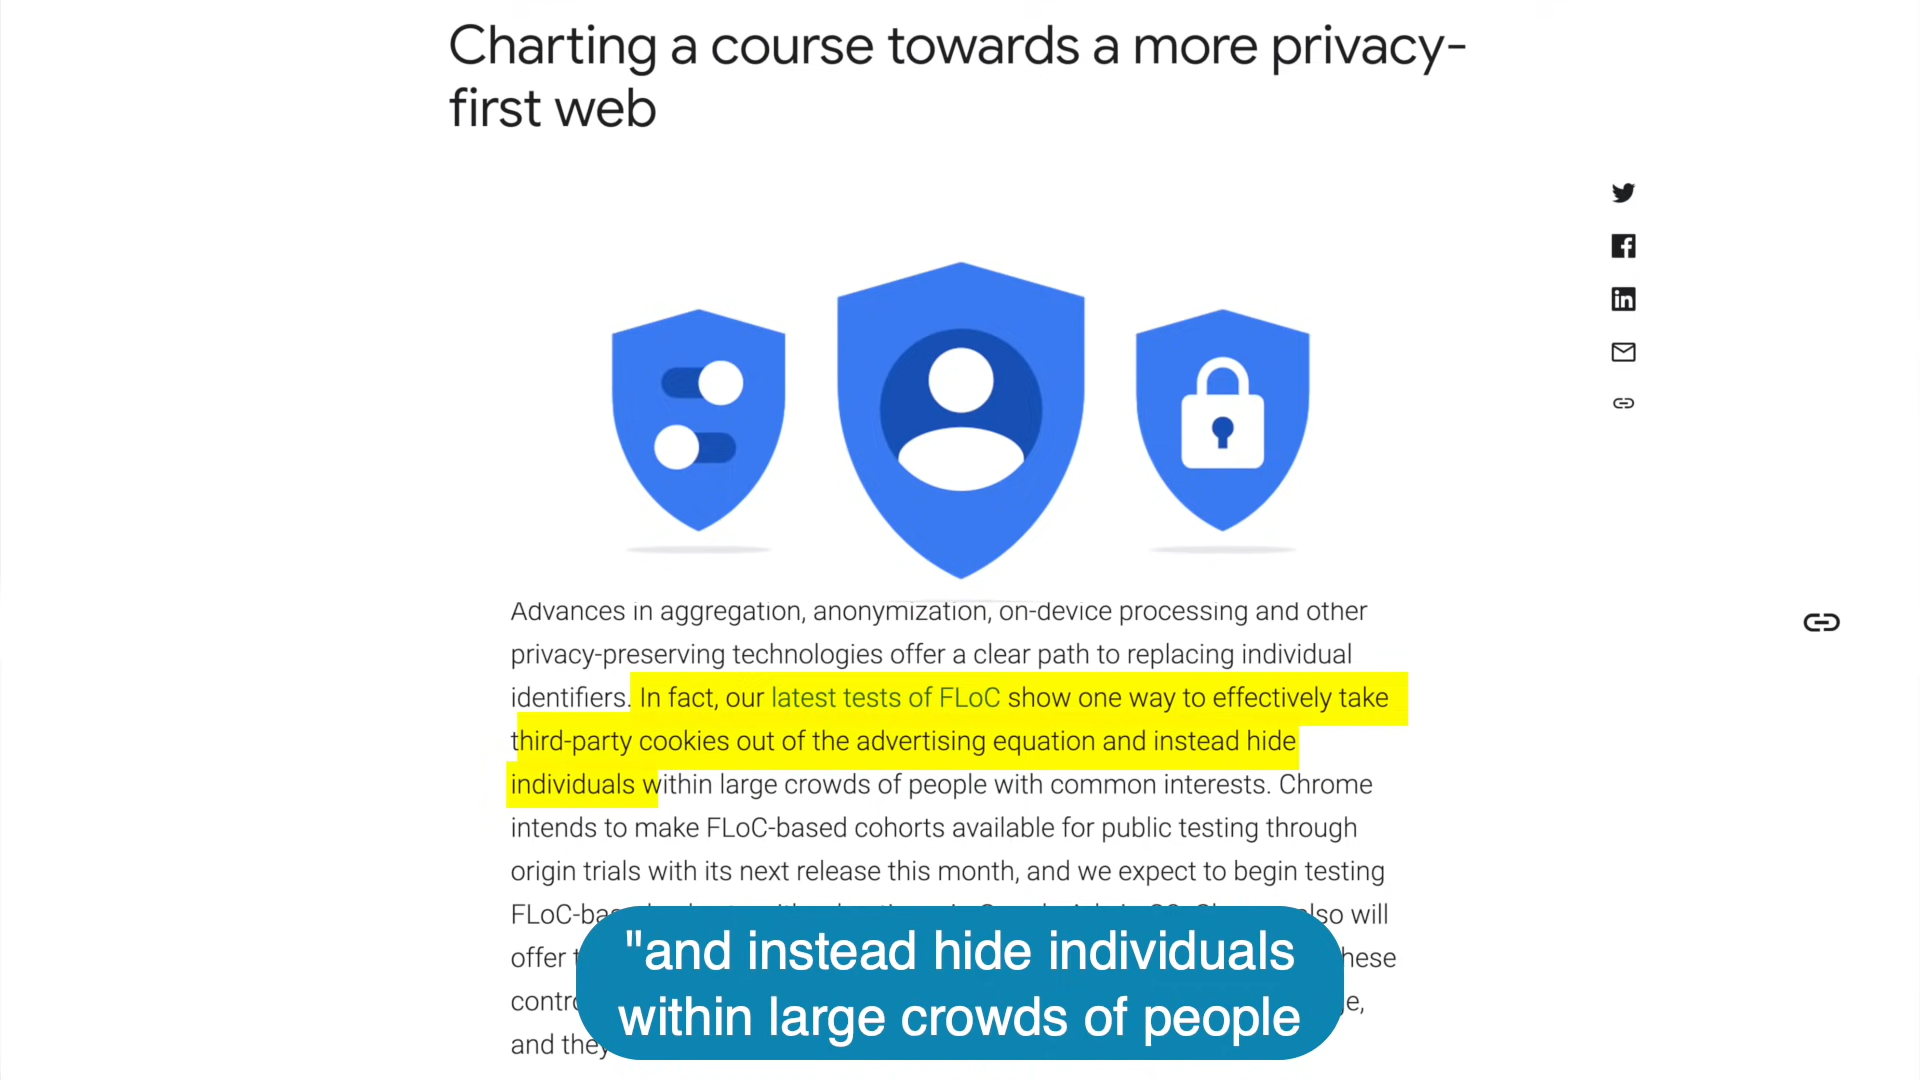 Charting a course towards a more privacy-
first web
Advances in aggregation, anonymization, on-device processing and other
privacy-preserving technologies offer a clear path to replacing individual
identifiers. In fact, our latest tests of FLoC show one way to effectively take
third-party cookies out of the advertising equation and instead hide
individuals within large crowds of people with common interests. Chrome
intends to make FLoC-based cohorts available for public testing through
origin trials with its next release this month, and we expect to begin testing
also will
offer
and they
"and instead hide individuals
within large crowds of people